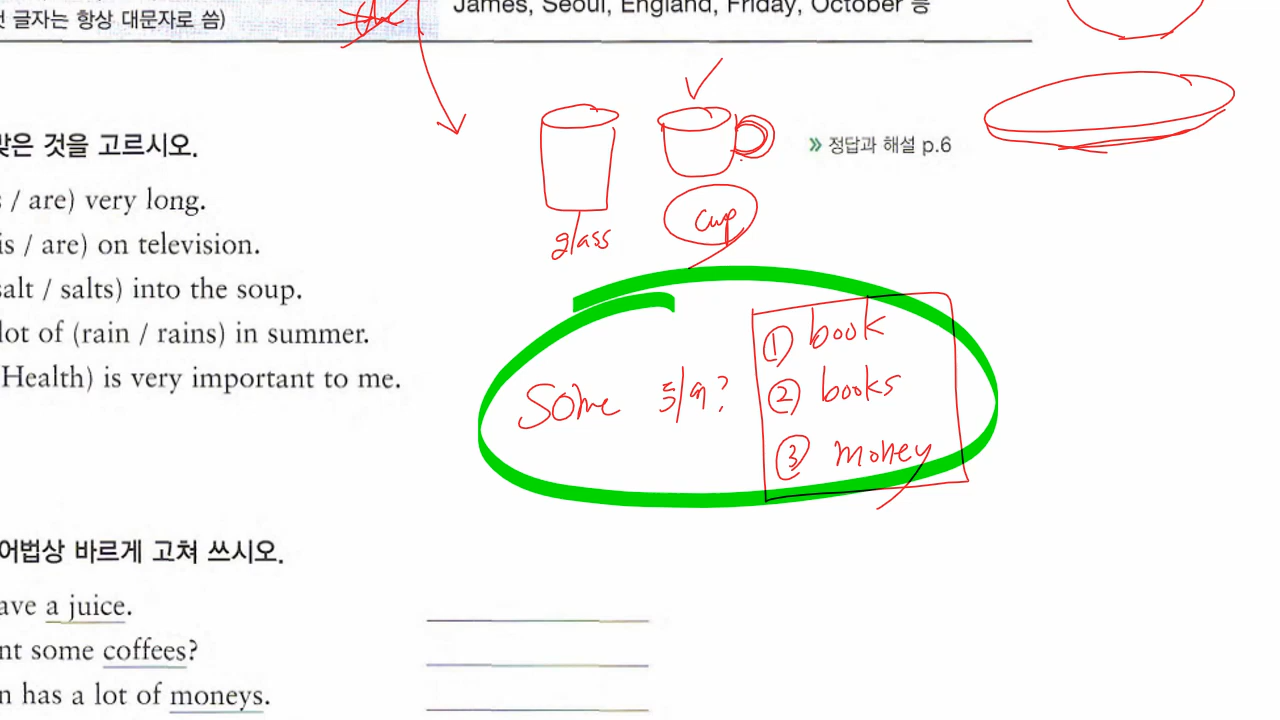 글자는 항상 대문자로 씀)
James, Seoul, England, Friday, October 등
맞은 것을 고르시오.
» 정답과 해설 p.6
/ are) very long.
is / are) on television.
salt / salts) into the soup.
lot of (rain / rains) in summer.
Health) is very important to me.
glass
cup
Some
?
① book
② books
③ money
어법상 바르게 고쳐 쓰시오.
ave a juice.
nt some coffees?
n has a lot of moneys.